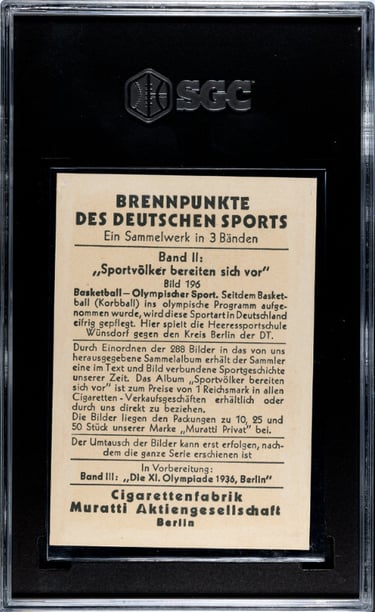 SGC
BRENNPUNKTE
DES DEUTSCHEN SPORTS
Ein Sammelwerk in 3 Bänden
Band II:
„Sportvölker bereiten sich vor"
Bild 196
Basketball — Olympischer Sport. Seitdem Basket-
ball (Korbball) ins olympische Programm aufge-
nommen wurde, wird diese Sportart in Deutschland
eifrig gepflegt. Hier spielt die Heeressportschule
Wünsdorf gegen den Kreis Berlin der DT.
Durch Einordnen der 288 Bilder in das von uns
herausgegebene Sammelalbum erhält der Sammler
eine im Text und Bild verbundene Sportgeschichte
unserer Zeit. Das Album „Sportvölker bereiten
sich vor" ist zum Preise von 1 Reichsmark in allen
Cigaretten-Verkaufsgeschäften erhältlich oder
durch uns direkt zu beziehen.
Die Bilder liegen den Packungen zu 10, 25 und
50 Stück unserer Marke „Muratti Privat" bei.
Der Umtausch der Bilder kann erst erfolgen, nach-
dem die ganze Serie erschienen ist
In Vorbereitung:
Band III: „Die XI. Olympiade 1936, Berlin"
Cigarettenfabrik
Muratti Aktiengesellschaft
Berlin